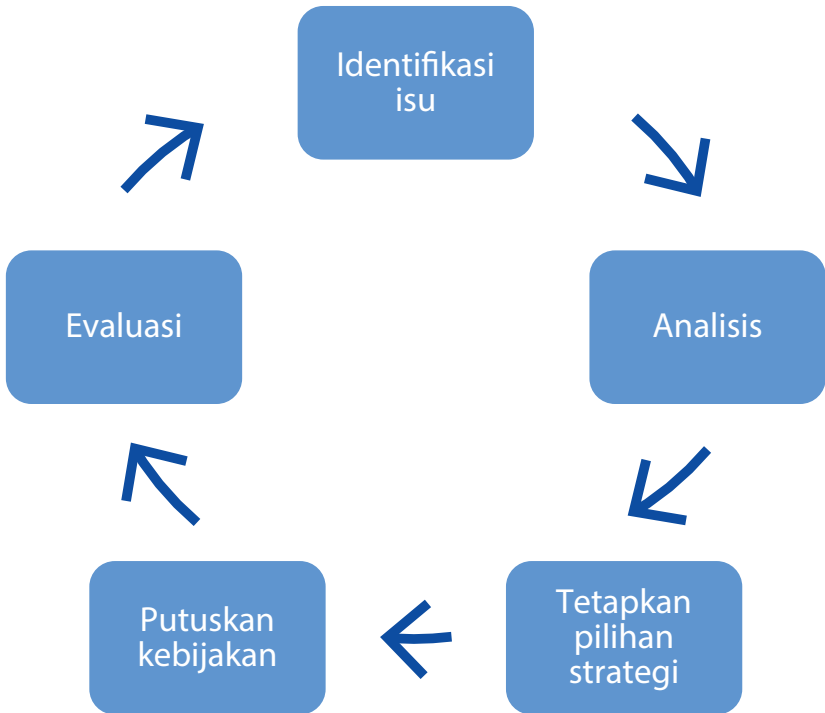 Identifikasi
isu
Analisis
Tetapkan
pilihan
strategi
Putuskan
kebijakan
Evaluasi